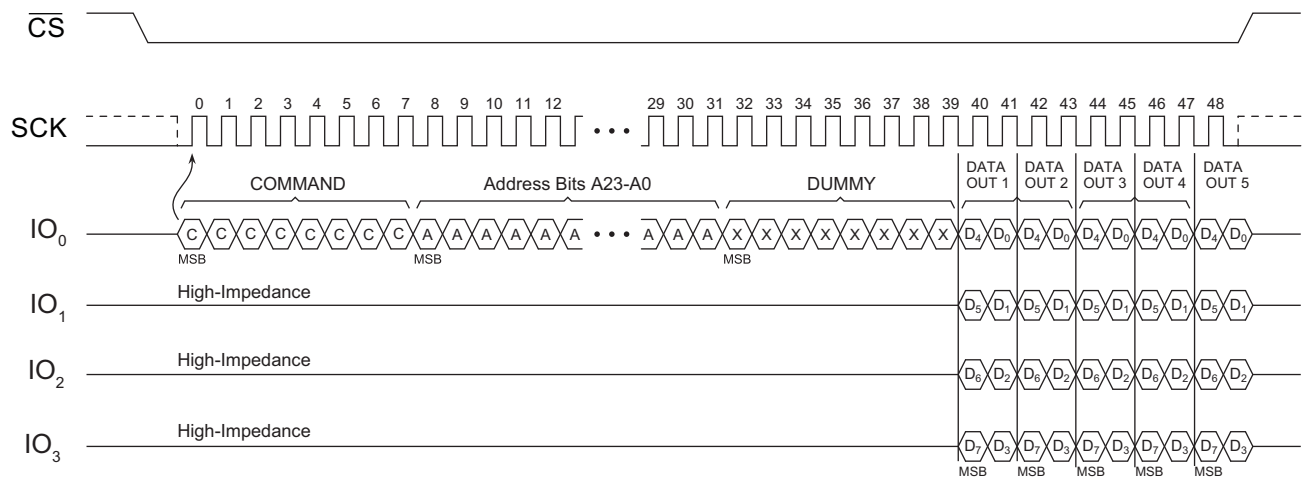 CS
0 1 2 3 4 5 6 7 8 9 10 11 12 29 30 31 32 33 34 35 36 37 38 39 40 41 42 43 44 45 46 47 48
SCK
COMMAND Address Bits A23-A0 DUMMY DATA OUT 1 DATA OUT 2 DATA OUT 3 DATA OUT 4 DATA OUT 5
IO0 C C C C C C C C A A A A A A A A A X X X X X X X X D4 D0 D4 D0 D4 D0 D4 D0 D4 D0
MSB MSB MSB
High-Impedance
IO1 D5 D1 D5 D1 D5 D1 D5 D1 D5 D1
High-Impedance
IO2 D6 D2 D6 D2 D6 D2 D6 D2 D6 D2
High-Impedance
IO3 D7 D3 D7 D3 D7 D3 D7 D3 D7 D3
MSB MSB MSB MSB MSB